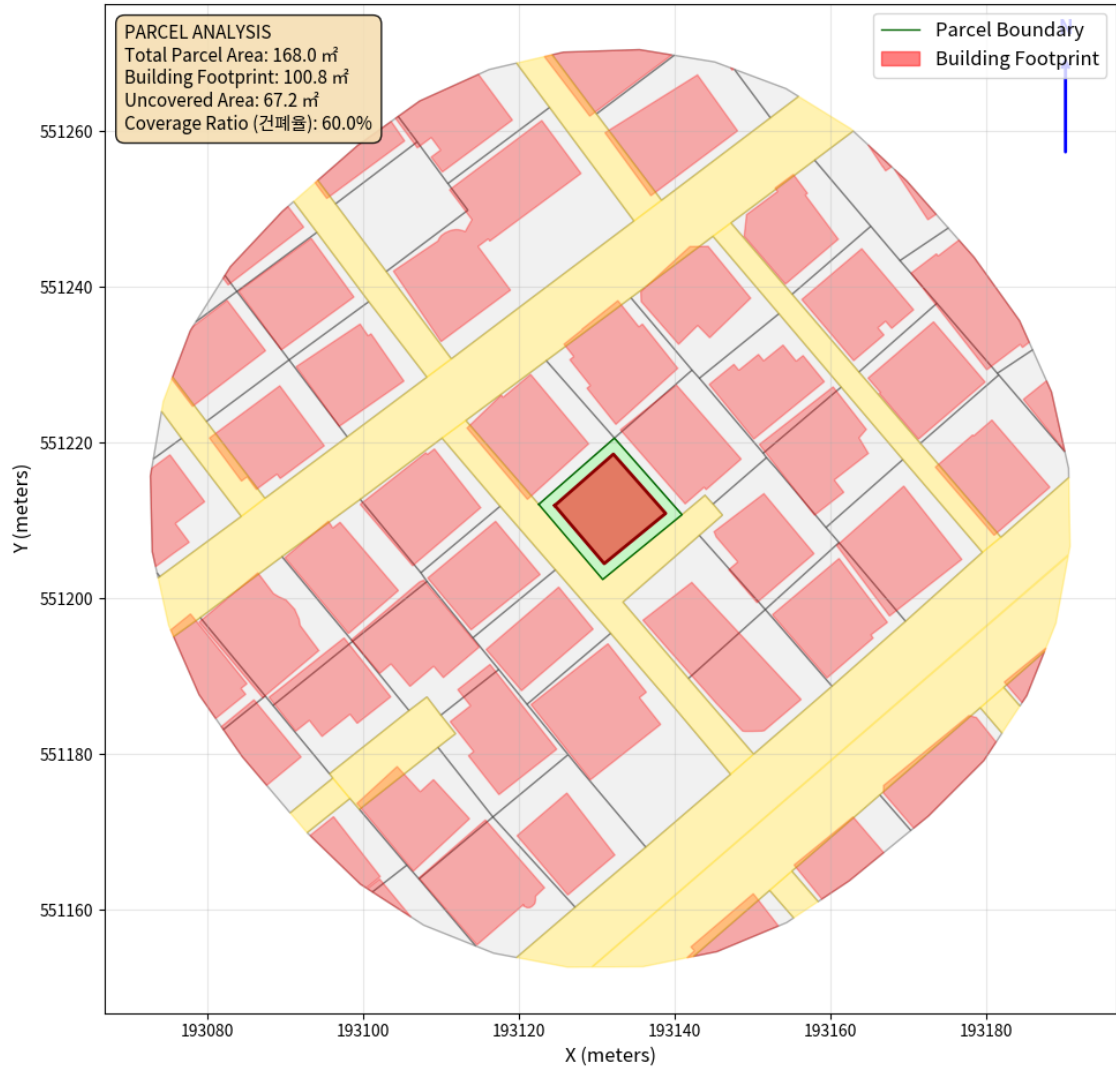 PARCEL ANALYSIS
Total Parcel Area: 168.0 ㎡
Building Footprint: 100.8 ㎡
Uncovered Area: 67.2 ㎡
Coverage Ratio (건폐율): 60.0%
Parcel Boundary
Building Footprint
N
551260
551240
551220
551200
551180
551160
Y (meters)
193080
193100
193120
193140
193160
193180
X (meters)